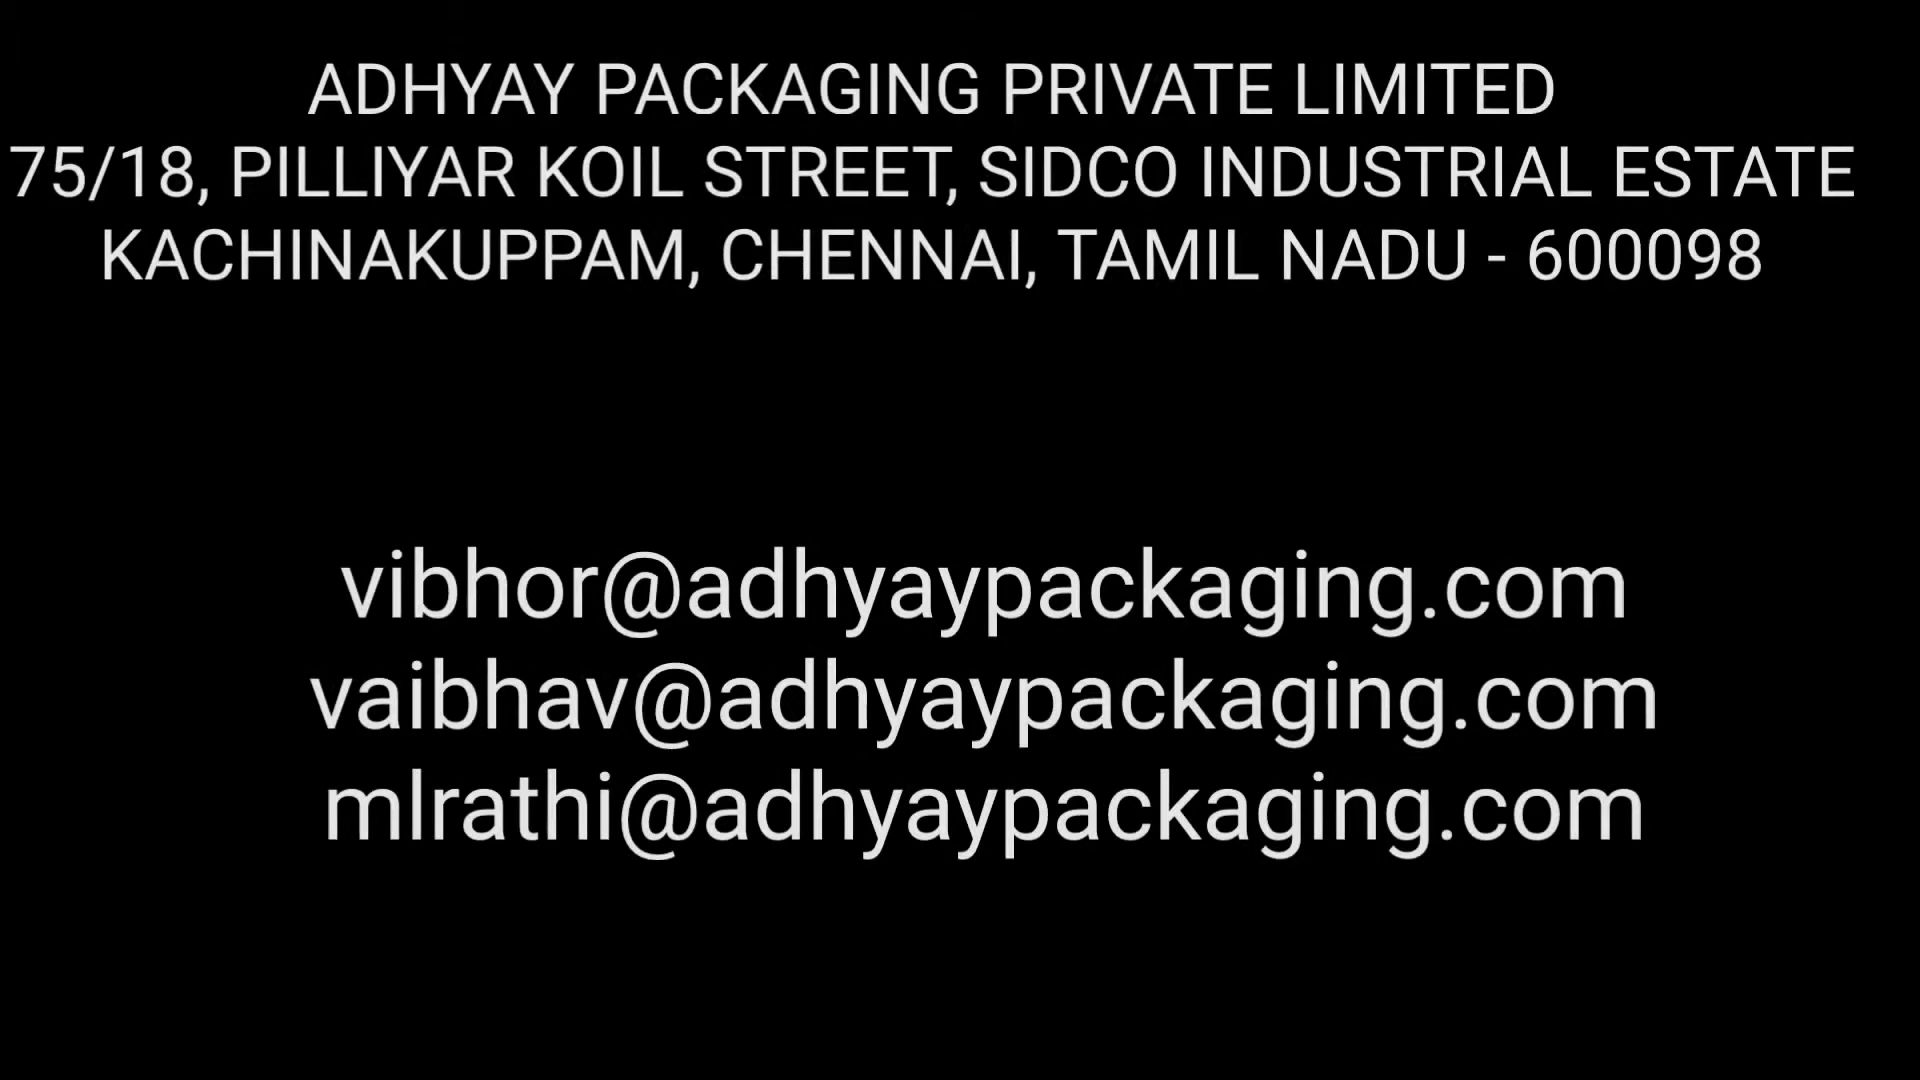 ADHYAY PACKAGING PRIVATE LIMITED
75/18, PILLIYAR KOIL STREET, SIDCO INDUSTRIAL ESTATE
KACHINAKUPPAM, CHENNAI, TAMIL NADU - 600098
vibhor@adhyaypackaging.com
vaibhav@adhyaypackaging.com
mlrathi@adhyaypackaging.com